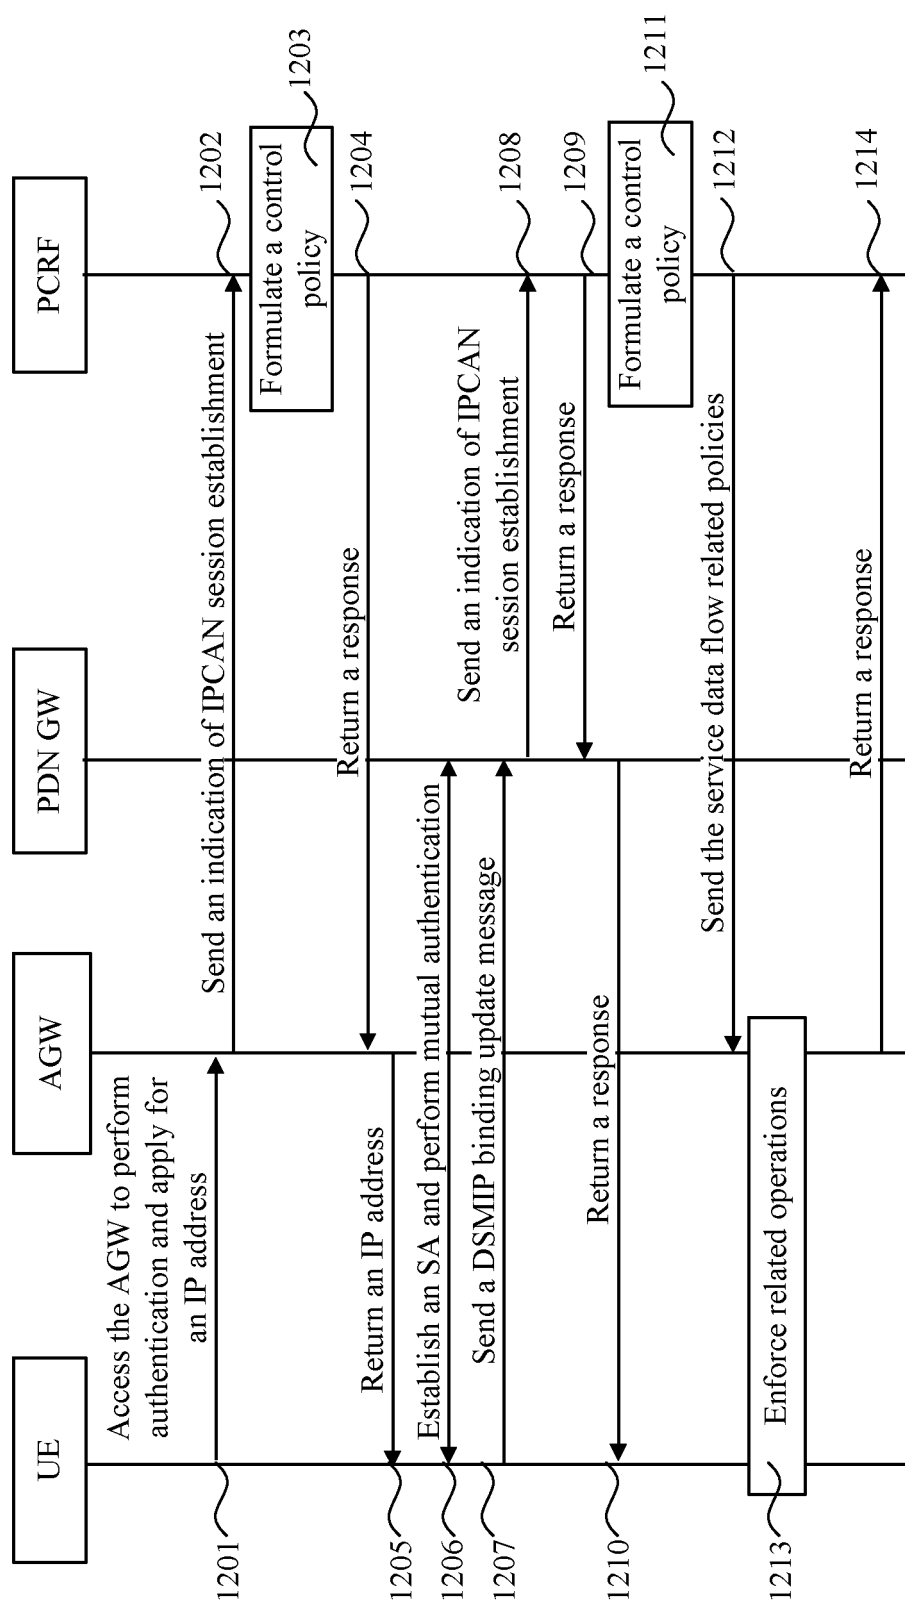 UE
AGW
PDN GW
PCRF
1201
Access the AGW to perform
authentication and apply for
an IP address
Send an indication of IPCAN session establishment
1202
Formulate a control
policy
1203
Return a response
1204
1205
Return an IP address
1206
Establish an SA and perform mutual authentication
1207
Send a DSMIP binding update message
Send an indication of IPCAN
session establishment
1208
Return a response
1209
1210
Return a response
Formulate a control
policy
1211
Send the service data flow related policies
1212
1213
Enforce related operations
Return a response
1214